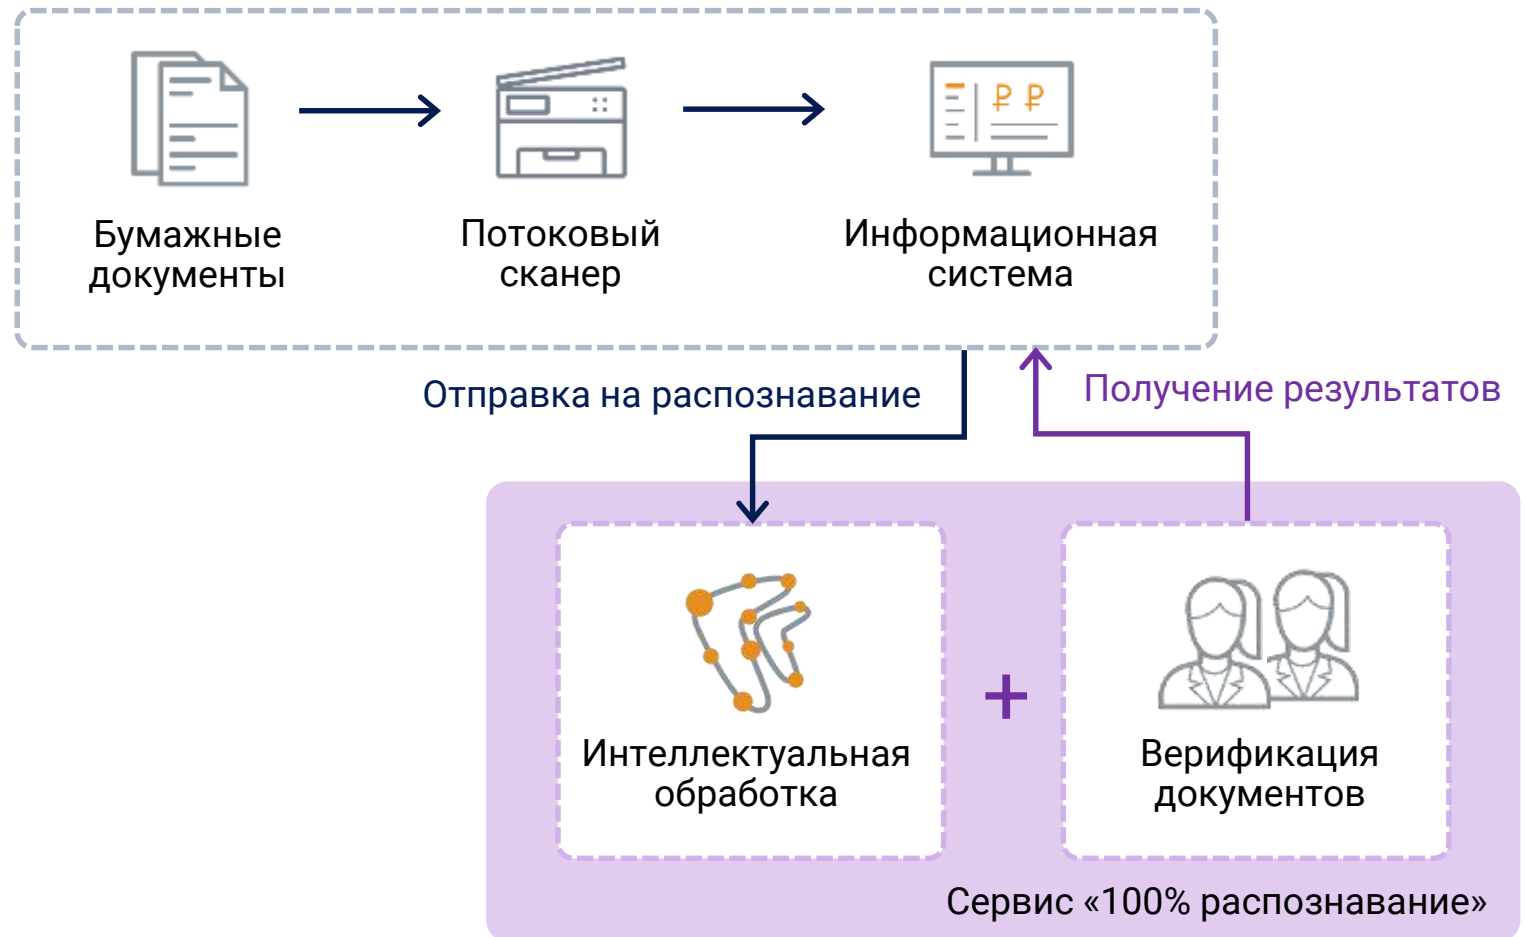 Бумажные
документы
Потоковый
сканер
Информационная
система
Отправка на распознавание
Получение результатов
Интеллектуальная
обработка
+
Верификация
документов
Сервис «100% распознавание»